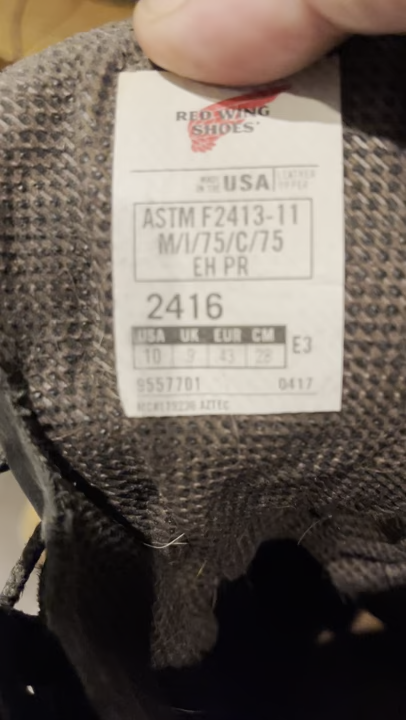 RED WING
SHOES
MADE IN THE USA LEATHER UPPER
ASTM F2413-11
M/I/75/C/75
EH PR
2416
USA UK EUR CM
10 9 43 28 E3
9557701 0417
AZTEC